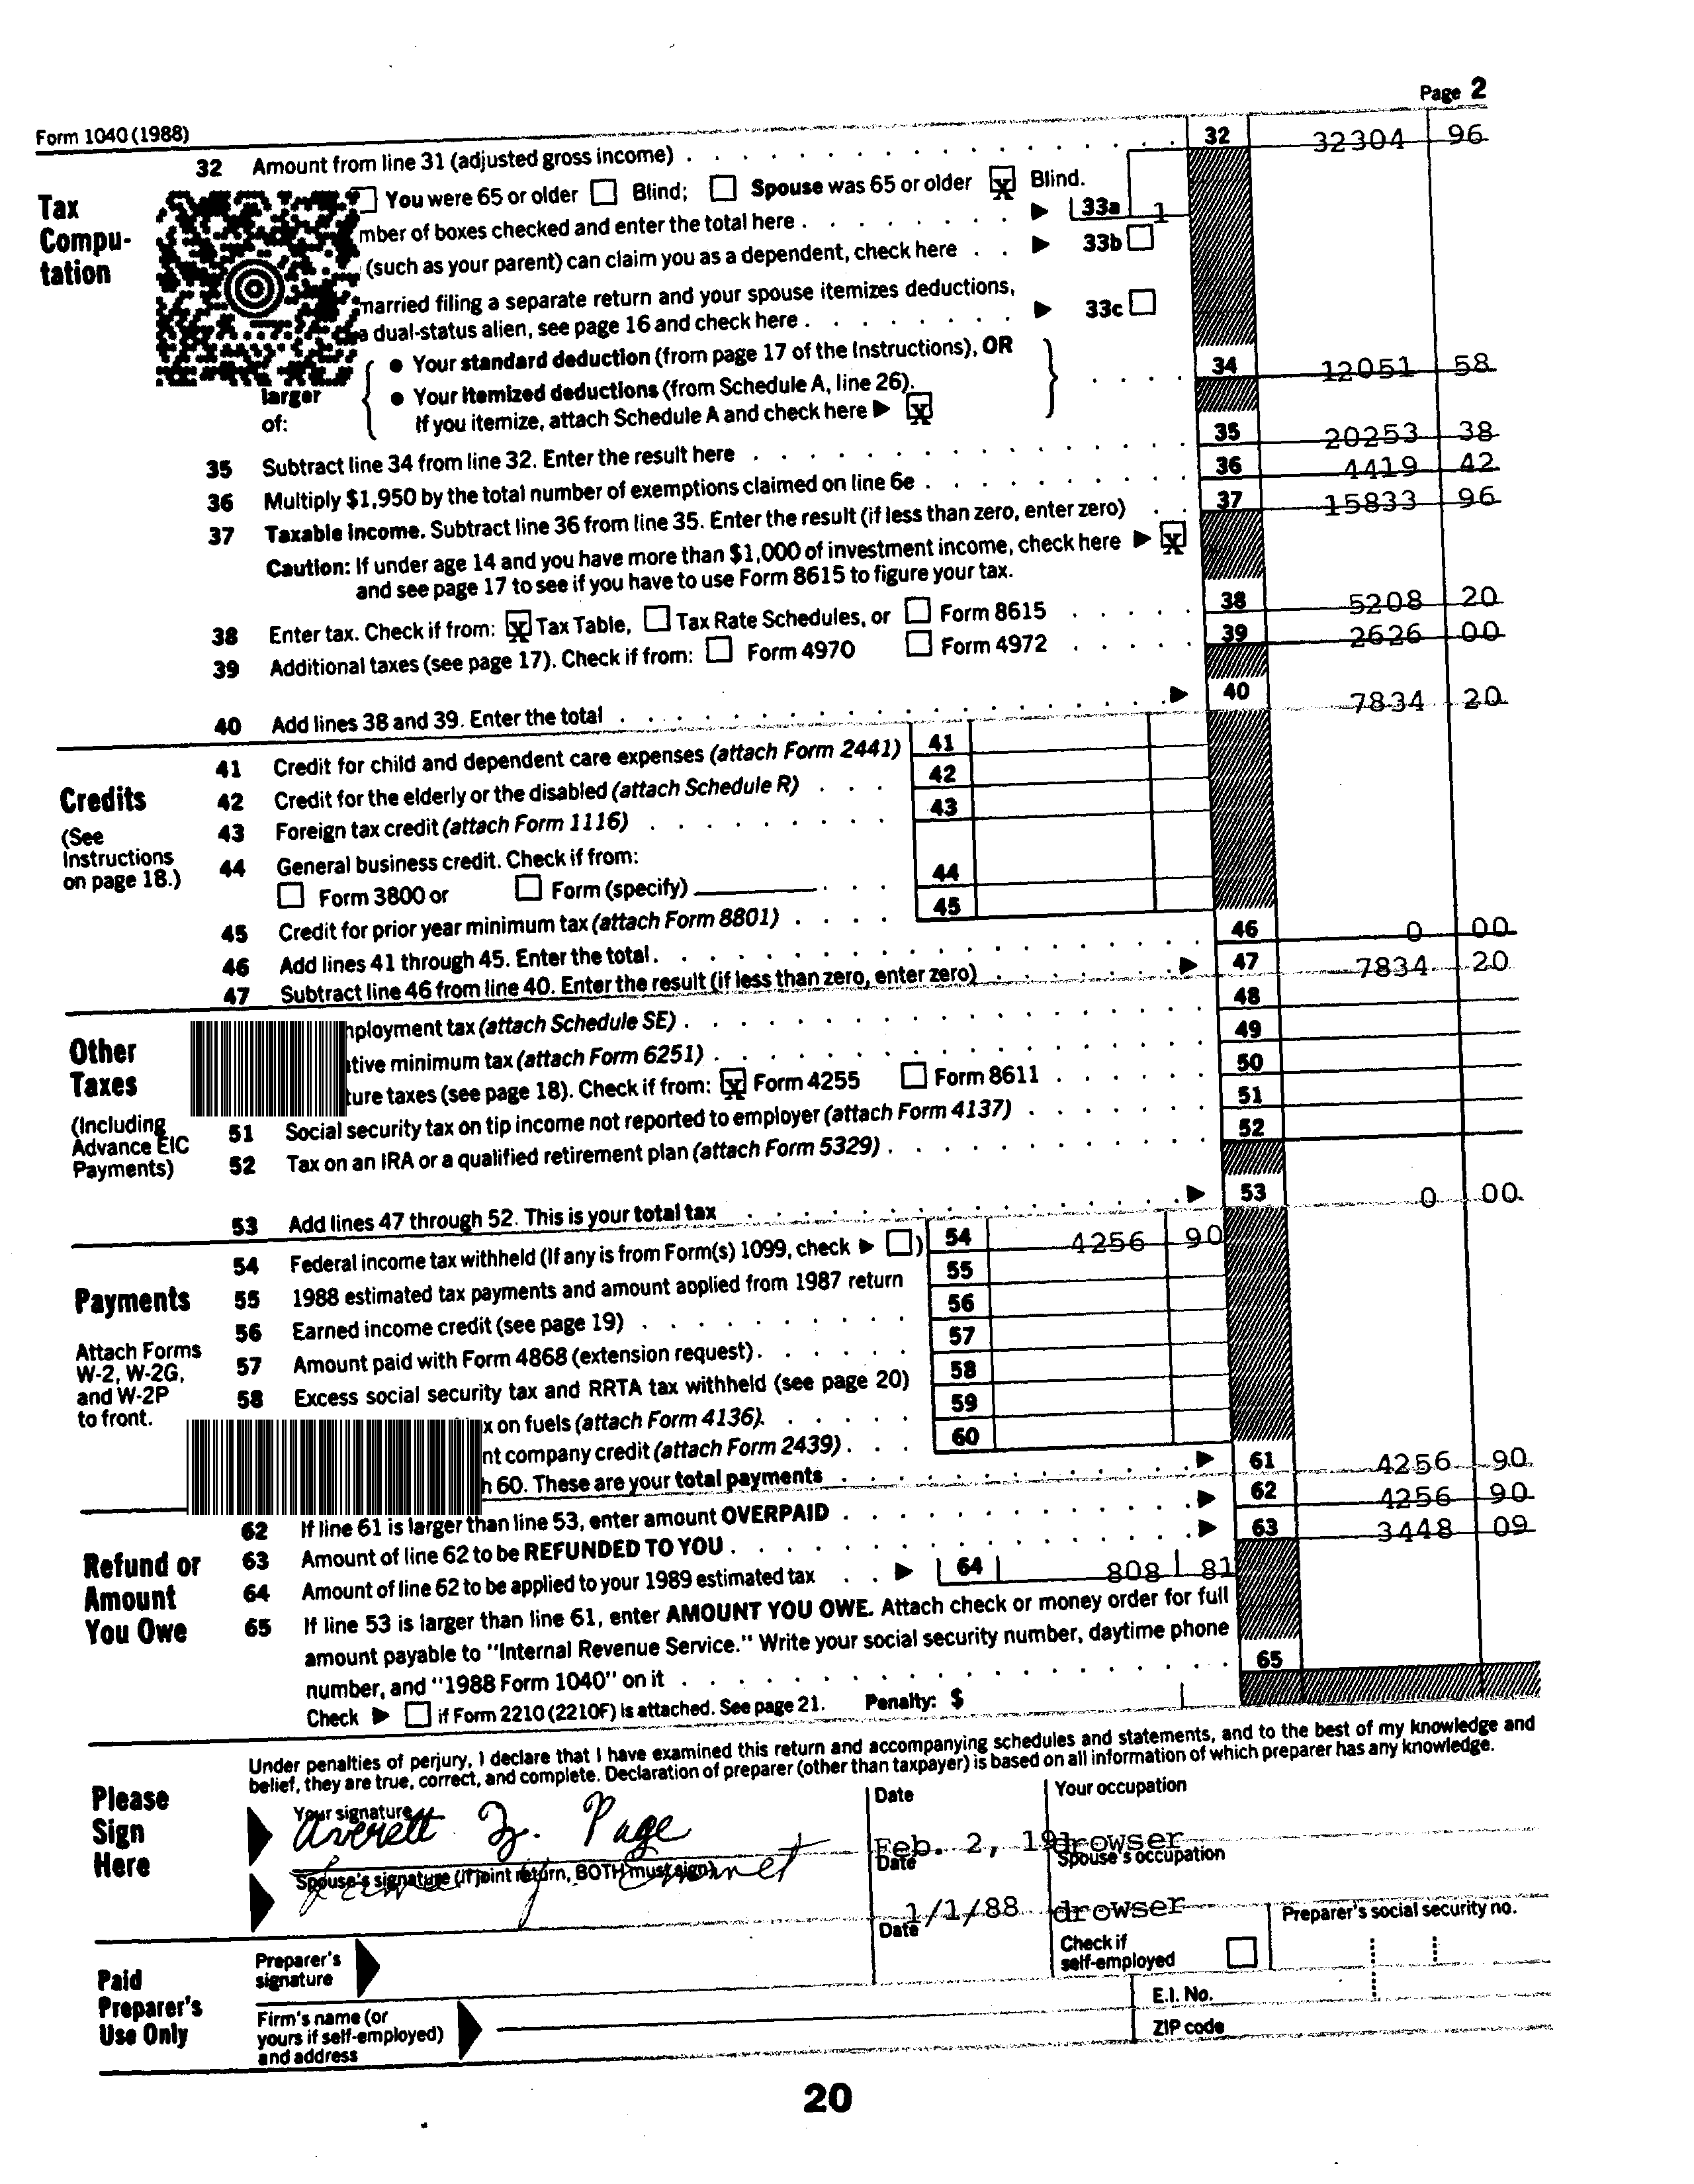 Page 2
Form 1040 (1988)
32 Amount from line 31 (adjusted gross income) 32 32304 96
Tax Compu-tation
You were 65 or older Blind; Spouse was 65 or older X Blind.
mber of boxes checked and enter the total here 33a 1
(such as your parent) can claim you as a dependent, check here 33b
married filing a separate return and your spouse itemizes deductions,
a dual-status alien, see page 16 and check here 33c
larger of:
• Your standard deduction (from page 17 of the Instructions), OR
• Your itemized deductions (from Schedule A, line 26).
If you itemize, attach Schedule A and check here X
34 12051 58
35 Subtract line 34 from line 32. Enter the result here 35 20253 38
36 Multiply $1,950 by the total number of exemptions claimed on line 6e 36 4419 42
37 Taxable income. Subtract line 36 from line 35. Enter the result (if less than zero, enter zero) 37 15833 96
Caution: If under age 14 and you have more than $1,000 of investment income, check here X
and see page 17 to see if you have to use Form 8615 to figure your tax.
38 Enter tax. Check if from: X Tax Table, Tax Rate Schedules, or Form 8615 38 5208 20
39 Additional taxes (see page 17). Check if from: Form 4970 Form 4972 39 2626 00
40 Add lines 38 and 39. Enter the total 40 7834 20
Credits
(See Instructions on page 18.)
41 Credit for child and dependent care expenses (attach Form 2441) 41
42 Credit for the elderly or the disabled (attach Schedule R) 42
43 Foreign tax credit (attach Form 1116) 43
44 General business credit. Check if from:
Form 3800 or Form (specify) 44
45 Credit for prior year minimum tax (attach Form 8801) 45
46 Add lines 41 through 45. Enter the total. 46 0 00
47 Subtract line 46 from line 40. Enter the result (if less than zero, enter zero) 47 7834 20
Other Taxes
(Including Advance EIC Payments)
nployment tax (attach Schedule SE) 48
tive minimum tax (attach Form 6251) 49
ture taxes (see page 18). Check if from: X Form 4255 Form 8611 50
51 Social security tax on tip income not reported to employer (attach Form 4137) 51
52 Tax on an IRA or a qualified retirement plan (attach Form 5329) 52
53 Add lines 47 through 52. This is your total tax 53 0 00
Payments
Attach Forms W-2, W-2G, and W-2P to front.
54 Federal income tax withheld (If any is from Form(s) 1099, check ) 54 4256 90
55 1988 estimated tax payments and amount applied from 1987 return 55
56 Earned income credit (see page 19) 56
57 Amount paid with Form 4868 (extension request) 57
58 Excess social security tax and RRTA tax withheld (see page 20) 58
x on fuels (attach Form 4136) 59
nt company credit (attach Form 2439) 60
h 60. These are your total payments 61 4256 90
Refund or Amount You Owe
62 If line 61 is larger than line 53, enter amount OVERPAID 62 4256 90
63 Amount of line 62 to be REFUNDED TO YOU 63 3448 09
64 Amount of line 62 to be applied to your 1989 estimated tax 64 808 81
65 If line 53 is larger than line 61, enter AMOUNT YOU OWE. Attach check or money order for full
amount payable to "Internal Revenue Service." Write your social security number, daytime phone
number, and "1988 Form 1040" on it 65
Check if Form 2210 (2210F) is attached. See page 21. Penalty: $
Under penalties of perjury, I declare that I have examined this return and accompanying schedules and statements, and to the best of my knowledge and
belief, they are true, correct, and complete. Declaration of preparer (other than taxpayer) is based on all information of which preparer has any knowledge.
Please Sign Here
Your signature Date Your occupation
Averett Z. Page Feb. 2, 19 drowser
Spouse's signature (if joint return, BOTH must sign) Date Spouse's occupation
1/1/88 drowser
Paid Preparer's Use Only
Preparer's signature Date Check if self-employed Preparer's social security no.
Firm's name (or yours if self-employed) and address E.I. No.
ZIP code
20